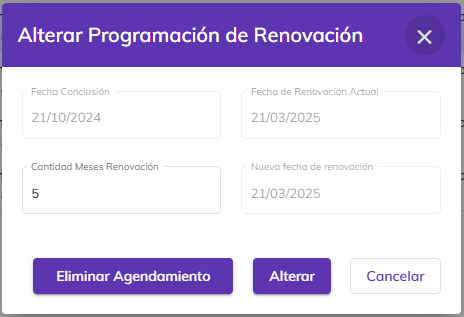 Alterar Programación de Renovación
Fecha Conclusión
Fecha de Renovación Actual
21/10/2024
21/03/2025
Cantidad Meses Renovación
Nueva fecha de renovación
5
21/03/2025
Eliminar Agendamiento
Alterar
Cancelar